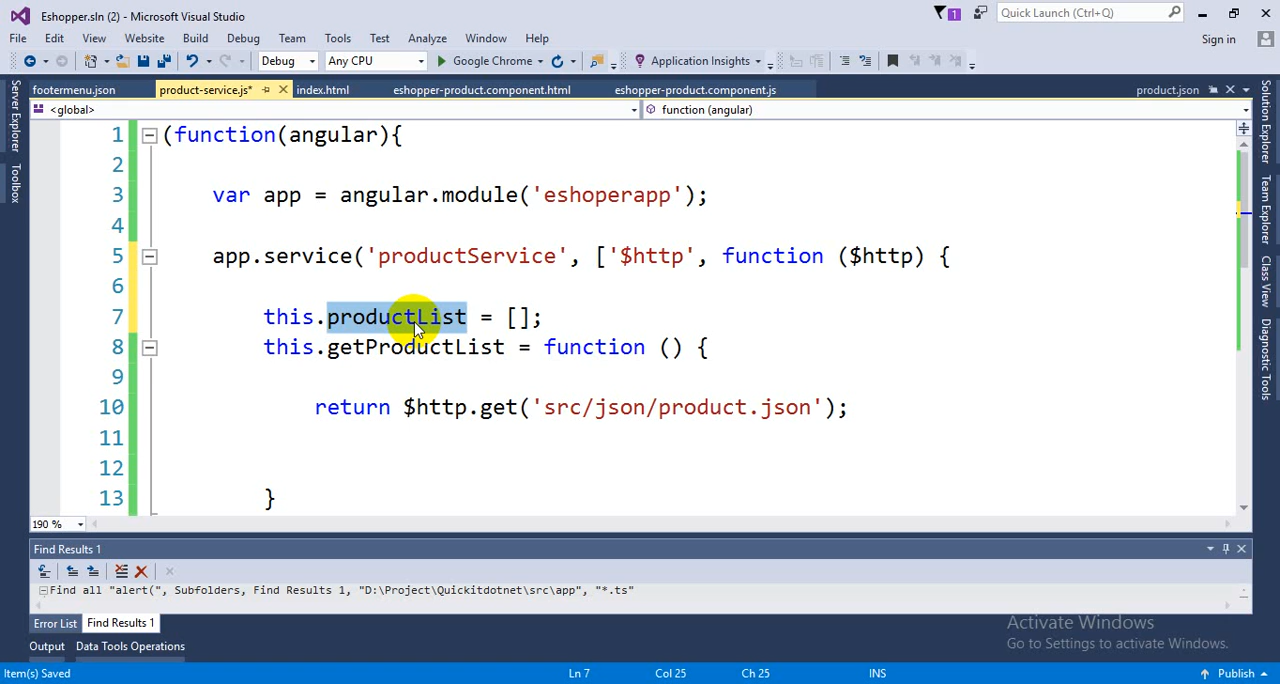 Eshopper.sln (2) - Microsoft Visual Studio
1
Quick Launch (Ctrl+Q)
File Edit View Website Build Debug Team Tools Test Analyze Window Help
Sign in
Debug Any CPU Google Chrome Application Insights
footermenu.json product-service.js* index.html eshopper-product.component.html eshopper-product.component.js product.json
<global> function (angular)
Server Explorer
Toolbox
Solution Explorer
Team Explorer
Class View
Diagnostic Tools
1 (function(angular){
2
3 var app = angular.module('eshoperapp');
4
5 app.service('productService', ['$http', function ($http) {
6
7 this.productList = [];
8 this.getProductList = function () {
9
10 return $http.get('src/json/product.json');
11
12
13 }
190 %
Find Results 1
Find all "alert(", Subfolders, Find Results 1, "D:\Project\Quickitdotnet\src\app", "*.ts"
Error List Find Results 1
Output Data Tools Operations
Activate Windows
Go to Settings to activate Windows.
Item(s) Saved Ln 7 Col 25 Ch 25 INS Publish